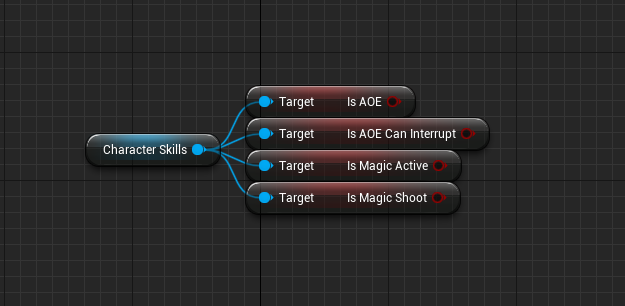 Target Is AOE
Target Is AOE Can Interrupt
Character Skills
Target Is Magic Active
Target Is Magic Shoot